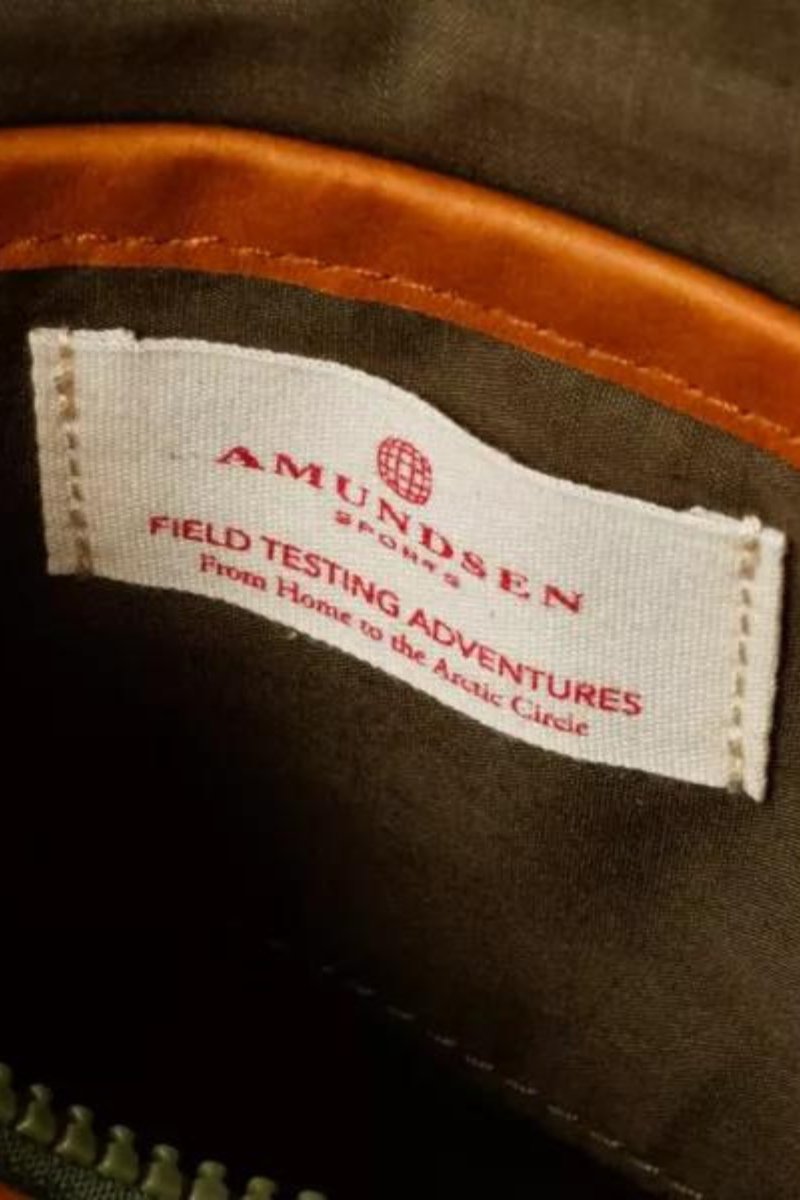 AMUNDSEN
SPORTS
FIELD TESTING ADVENTURES
From Home to the Arctic Circle